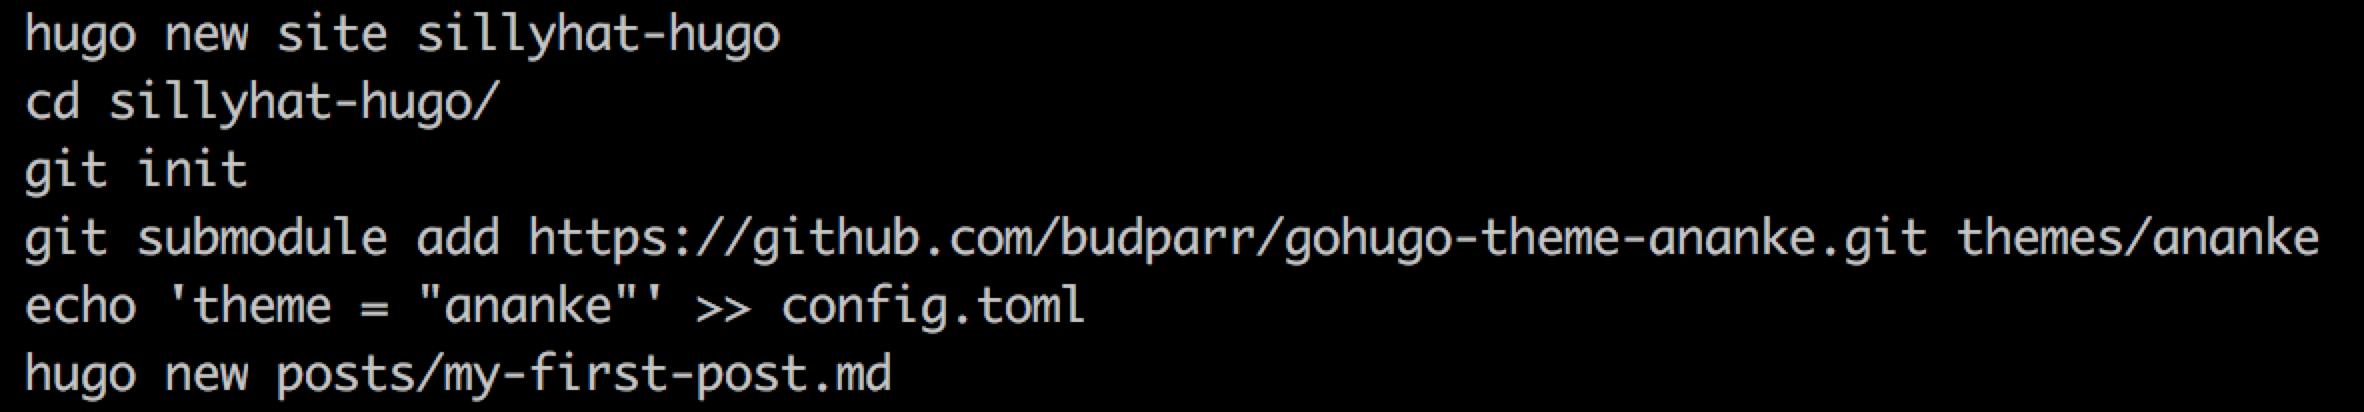 hugo new site sillyhat-hugo
cd sillyhat-hugo/
git init
git submodule add https://github.com/budparr/gohugo-theme-ananke.git themes/ananke
echo 'theme = "ananke"' >> config.toml
hugo new posts/my-first-post.md